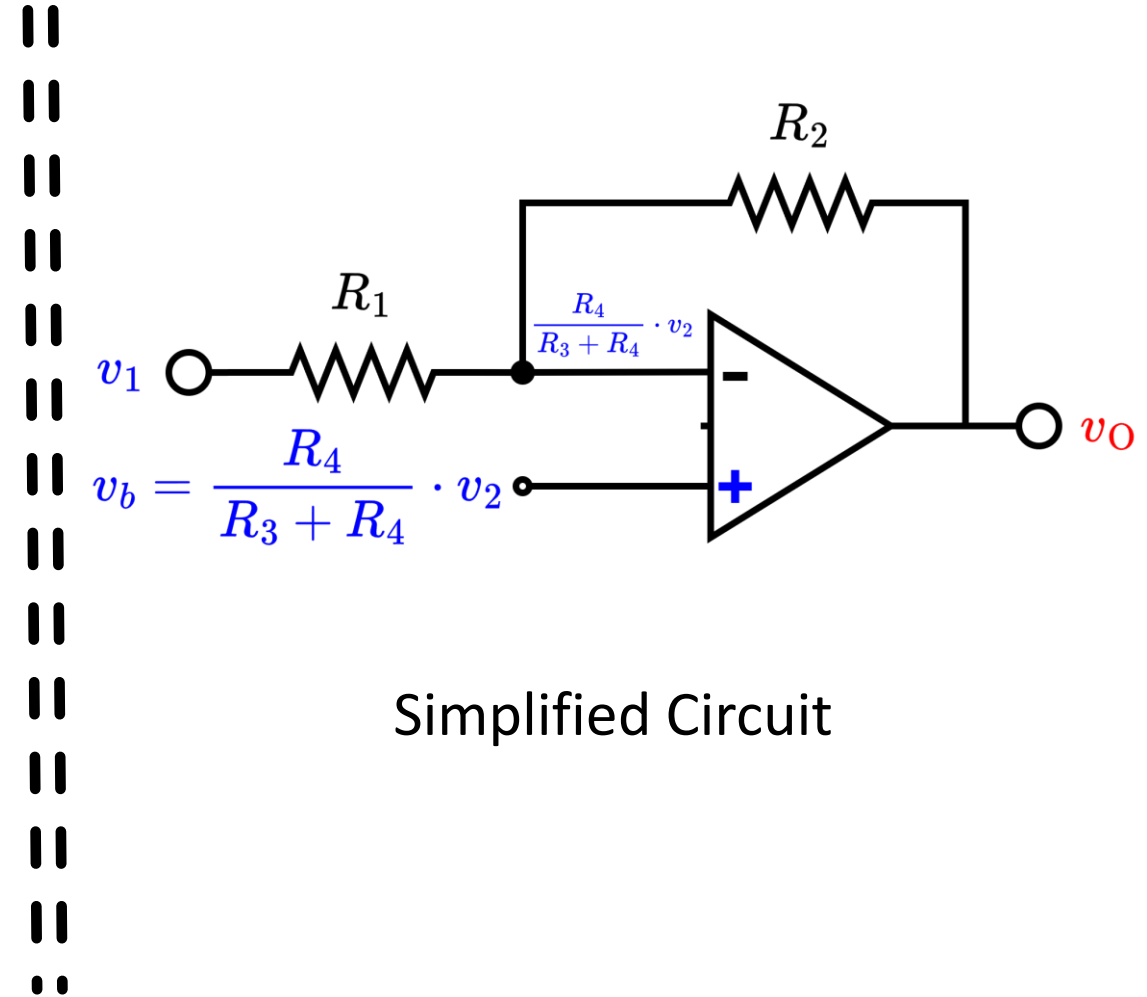 R₂
R₁
R₄/(R₃ + R₄) · v₂
v₁
-
v_b = R₄/(R₃ + R₄) · v₂
+
v_O
Simplified Circuit